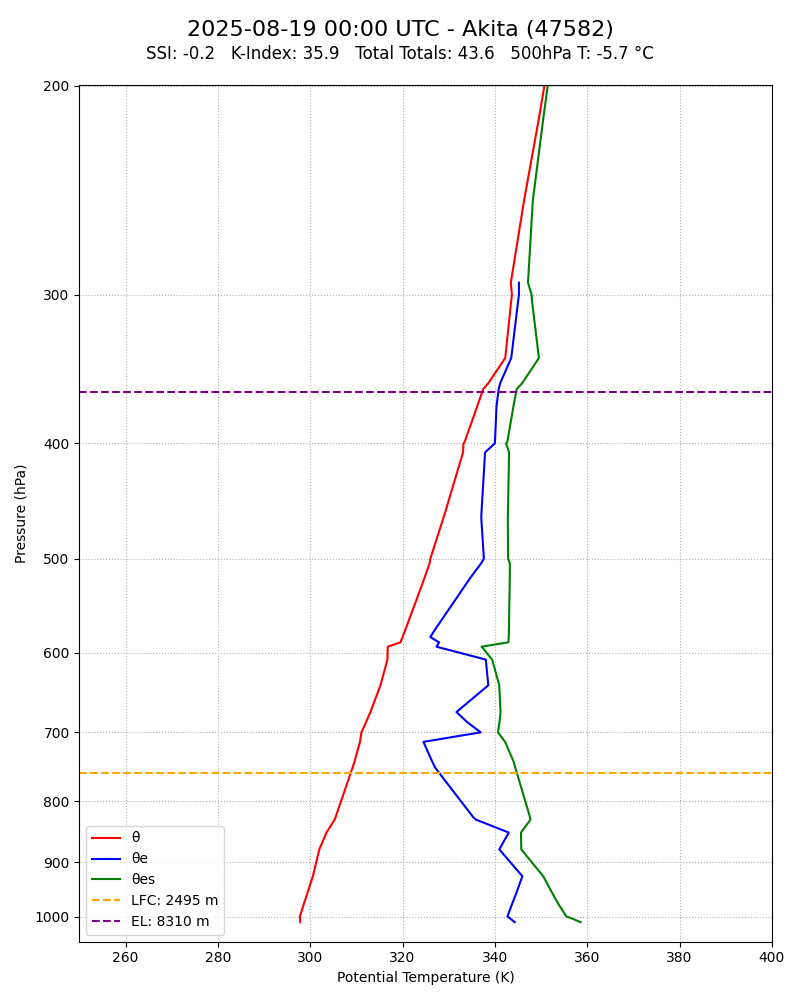 2025-08-19 00:00 UTC - Akita (47582)
SSI: -0.2   K-Index: 35.9   Total Totals: 43.6   500hPa T: -5.7 °C
200
300
400
500
600
700
800
900
1000
Pressure (hPa)
θ
θe
θes
LFC: 2495 m
EL: 8310 m
260
280
300
320
340
360
380
400
Potential Temperature (K)